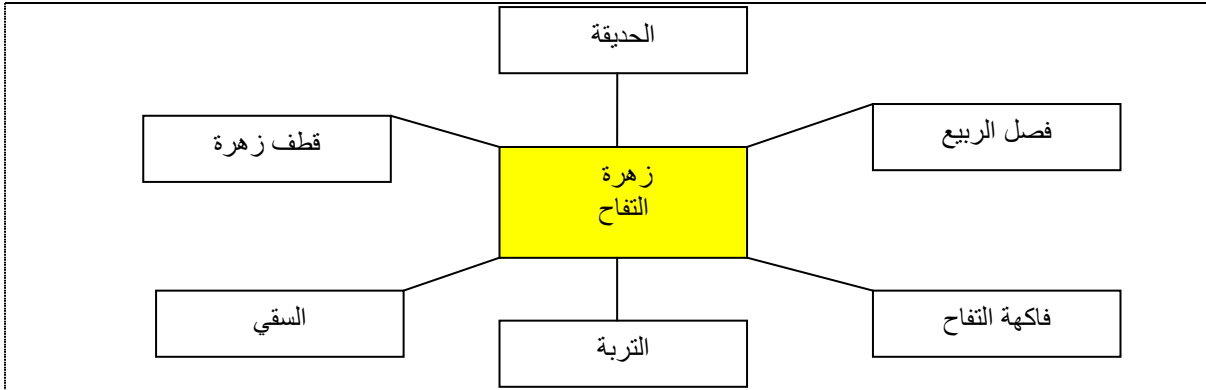 الحديقة
فصل الربيع
قطف زهرة
زهرة
التفاح
فاكهة التفاح
السقي
التربة